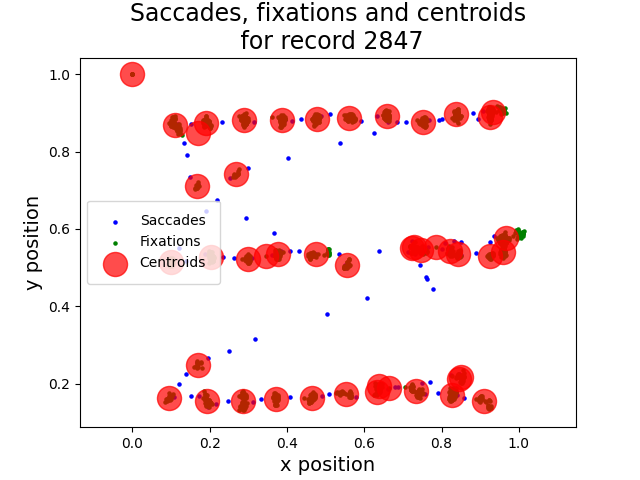 Saccades, fixations and centroids
for record 2847
1.0
0.8
0.6
0.4
0.2
y position
Saccades
Fixations
Centroids
0.0
0.2
0.4
0.6
0.8
1.0
x position